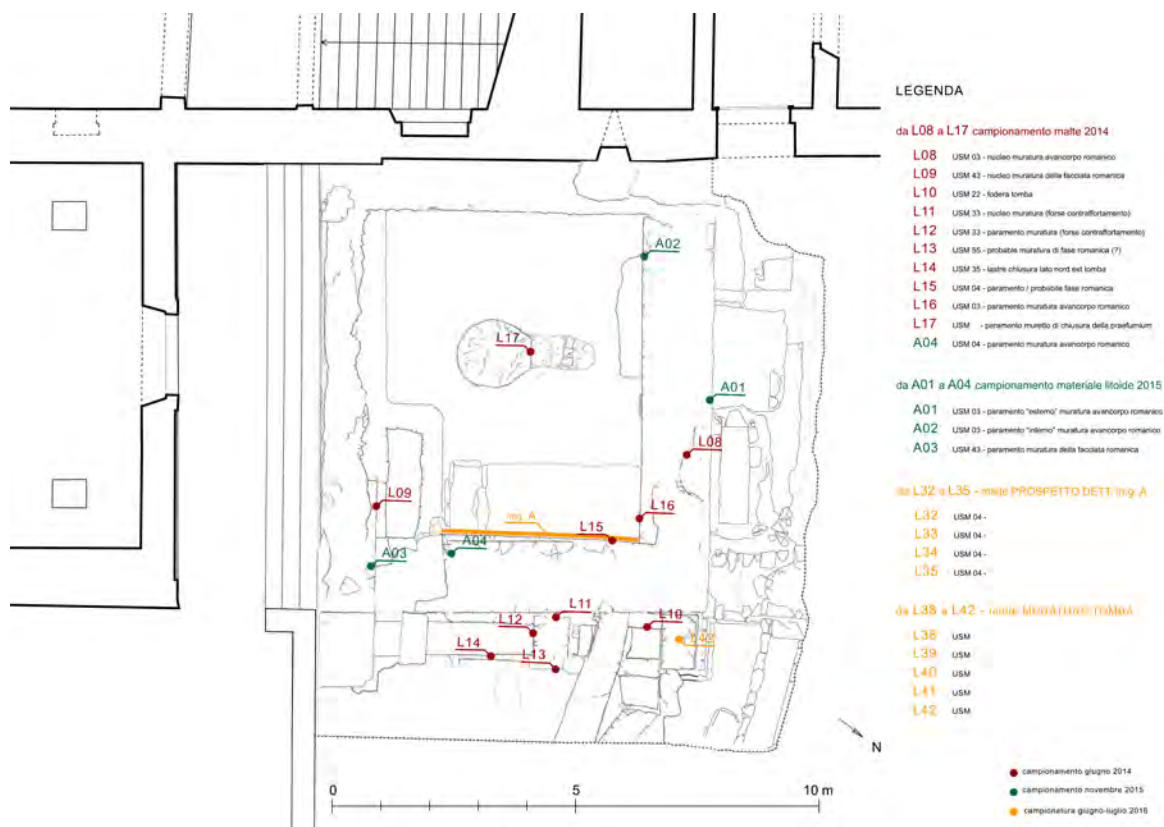 A02
L17
A01
L08
L09
L16
ing. A
L15
A04
A03
L11
L12
L10
L14
L13
L42
N
0 5 10 m
LEGENDA
da L08 a L17 campionamento malte 2014
L08 USM 03 - nucleo muratura avancorpo romanico
L09 USM 43 - nucleo muratura della facciata romanica
L10 USM 22 - fodera tomba
L11 USM 33 - nucleo muratura (forse contraffortamento)
L12 USM 33 - paramento muratura (forse contraffortamento)
L13 USM 55 - probabile muratura di fase romanica (?)
L14 USM 35 - lastre chiusura lato nord est tomba
L15 USM 04 - paramento / probabile fase romanica
L16 USM 03 - paramento muratura avancorpo romanico
L17 USM - paramento muretto di chiusura della praefurnium
A04 USM 04 - paramento muratura avancorpo romanico
da A01 a A04 campionamento materiale litoide 2015
A01 USM 03 - paramento "esterno" muratura avancorpo romanico
A02 USM 03 - paramento "interno" muratura avancorpo romanico
A03 USM 43 - paramento muratura della facciata romanica
da L32 a L35 - malte PROSPETTO DETT. ing. A
L32 USM 04 -
L33 USM 04 -
L34 USM 04 -
L35 USM 04 -
da L38 a L42 - malte MURATURE TOMBA
L38 USM
L39 USM
L40 USM
L41 USM
L42 USM
campionamento giugno 2014
campionamento novembre 2015
campionatura giugno-luglio 2016